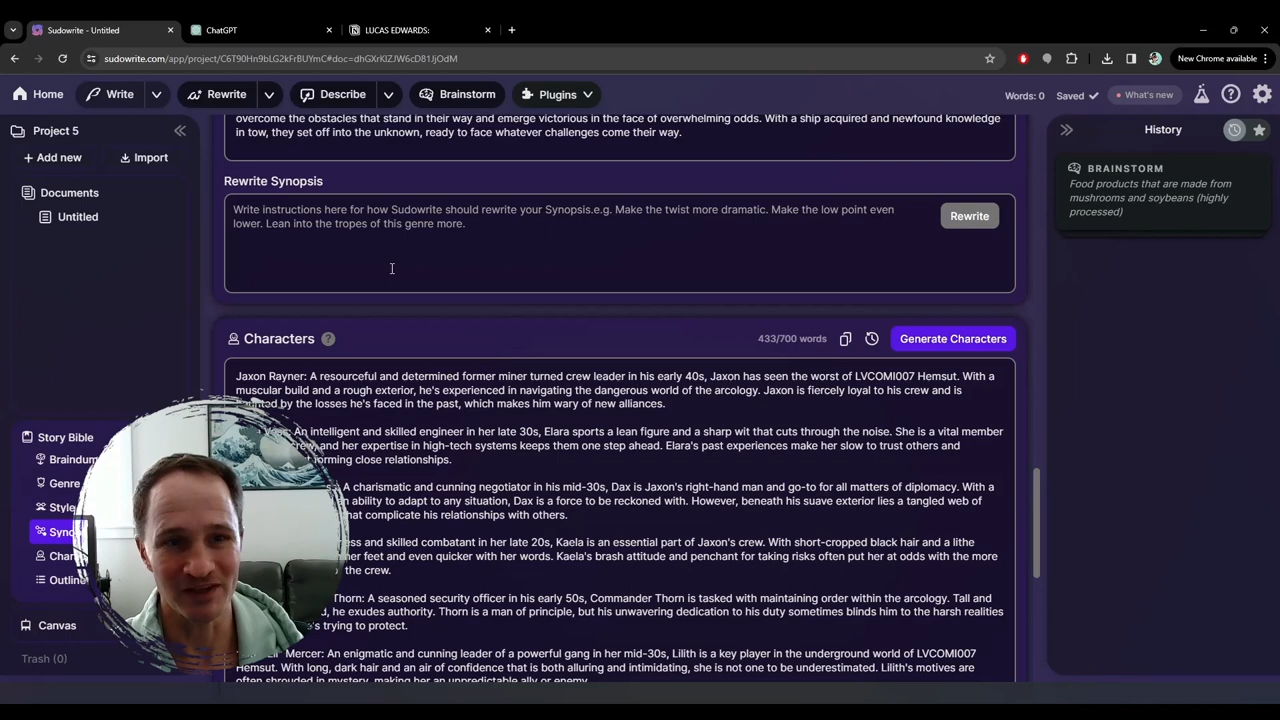 Sudowrite - Untitled
ChatGPT
LUCAS EDWARDS:
sudowrite.com/app/project/C6T90Hn9bLG2kFrBUYmC#doc=dhGXrKIZJW6cD81JjOdM
New Chrome available
Home
Write
Rewrite
Describe
Brainstorm
Plugins
Words: 0
Saved
What's new
Project 5
Add new
Import
Documents
Untitled
overcome the obstacles that stand in their way and emerge victorious in the face of overwhelming odds. With a ship acquired and newfound knowledge
in tow, they set off into the unknown, ready to face whatever challenges come their way.
Rewrite Synopsis
Write instructions here for how Sudowrite should rewrite your Synopsis.e.g. Make the twist more dramatic. Make the low point even
lower. Lean into the tropes of this genre more.
Rewrite
History
BRAINSTORM
Food products that are made from
mushrooms and soybeans (highly
processed)
Characters
433/700 words
Generate Characters
Jaxon Rayner: A resourceful and determined former miner turned crew leader in his early 40s, Jaxon has seen the worst of LVCOMI007 Hemsut. With a
muscular build and a rough exterior, he's experienced in navigating the dangerous world of the arcology. Jaxon is fiercely loyal to his crew and is
by the losses he's faced in the past, which makes him wary of new alliances.
An intelligent and skilled engineer in her late 30s, Elara sports a lean figure and a sharp wit that cuts through the noise. She is a vital member
crew, and her expertise in high-tech systems keeps them one step ahead. Elara's past experiences make her slow to trust others and
forming close relationships.
A charismatic and cunning negotiator in his mid-30s, Dax is Jaxon's right-hand man and go-to for all matters of diplomacy. With a
an ability to adapt to any situation, Dax is a force to be reckoned with. However, beneath his suave exterior lies a tangled web of
that complicate his relationships with others.
and skilled combatant in her late 20s, Kaela is an essential part of Jaxon's crew. With short-cropped black hair and a lithe
her feet and even quicker with her words. Kaela's brash attitude and penchant for taking risks often put her at odds with the more
the crew.
Thorn: A seasoned security officer in his early 50s, Commander Thorn is tasked with maintaining order within the arcology. Tall and
he exudes authority. Thorn is a man of principle, but his unwavering dedication to his duty sometimes blinds him to the harsh realities
trying to protect.
Mercer: An enigmatic and cunning leader of a powerful gang in her mid-30s, Lilith is a key player in the underground world of LVCOMI007
Hemsut. With long, dark hair and an air of confidence that is both alluring and intimidating, she is not one to be underestimated. Lilith's motives are
often shrouded in mystery, making her an unpredictable ally or enemy.
Story Bible
Braindum
Genre
Style
Syno
Cha
Outline
Canvas
Trash (0)